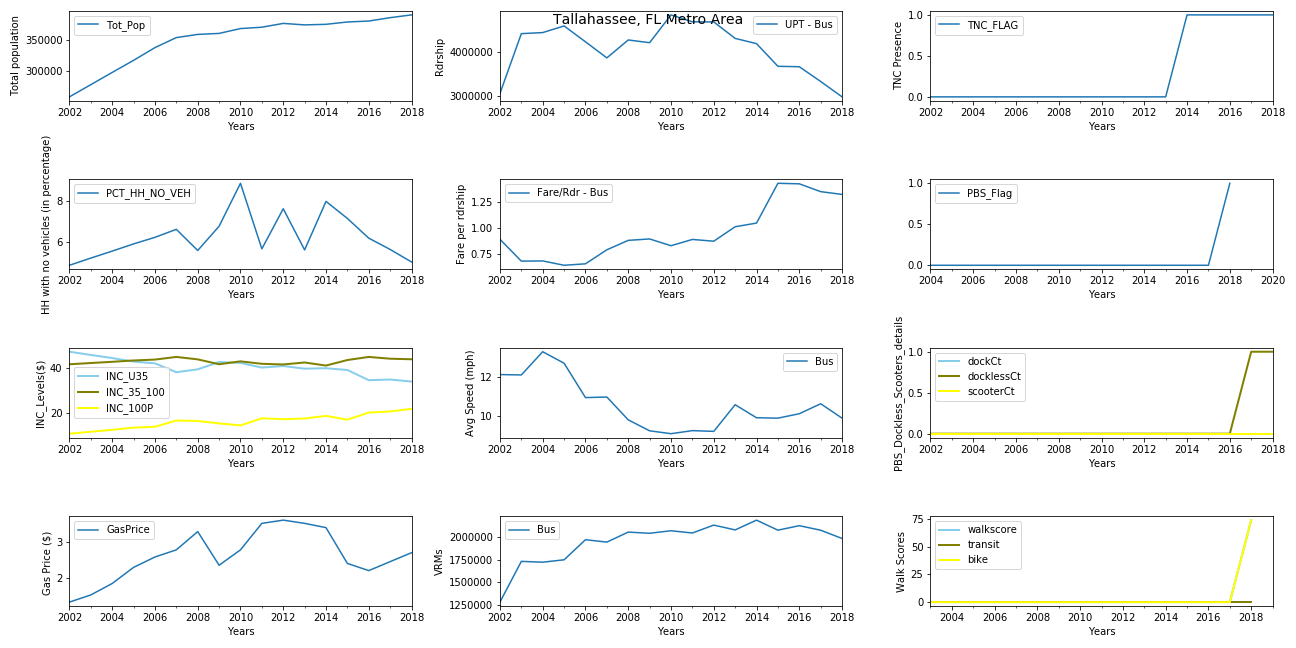 Tallahassee, FL Metro Area
Total population
350000
300000
Tot_Pop
2002 2004 2006 2008 2010 2012 2014 2016 2018
Years
Rdrship
4000000
3000000
UPT - Bus
2002 2004 2006 2008 2010 2012 2014 2016 2018
Years
TNC Presence
1.0
0.5
0.0
TNC_FLAG
2002 2004 2006 2008 2010 2012 2014 2016 2018
Years
HH with no vehicles (in percentage)
8
6
PCT_HH_NO_VEH
2002 2004 2006 2008 2010 2012 2014 2016 2018
Years
Fare per rdrship
1.25
1.00
0.75
Fare/Rdr - Bus
2002 2004 2006 2008 2010 2012 2014 2016 2018
Years
1.0
0.5
0.0
PBS_Flag
2002 2004 2006 2008 2010 2012 2014 2016 2018 2020
Years
INC_Levels($)
40
20
INC_U35
INC_35_100
INC_100P
2002 2004 2006 2008 2010 2012 2014 2016 2018
Years
Avg Speed (mph)
12
10
Bus
2002 2004 2006 2008 2010 2012 2014 2016 2018
Years
PBS_Dockless_Scooters_details
1.0
0.5
0.0
dockCt
docklessCt
scooterCt
2002 2004 2006 2008 2010 2012 2014 2016 2018
Years
Gas Price ($)
3
2
GasPrice
2002 2004 2006 2008 2010 2012 2014 2016 2018
Years
VRMs
2000000
1750000
1500000
1250000
Bus
2002 2004 2006 2008 2010 2012 2014 2016 2018
Years
Walk Scores
75
50
25
0
walkscore
transit
bike
2004 2006 2008 2010 2012 2014 2016 2018
Years